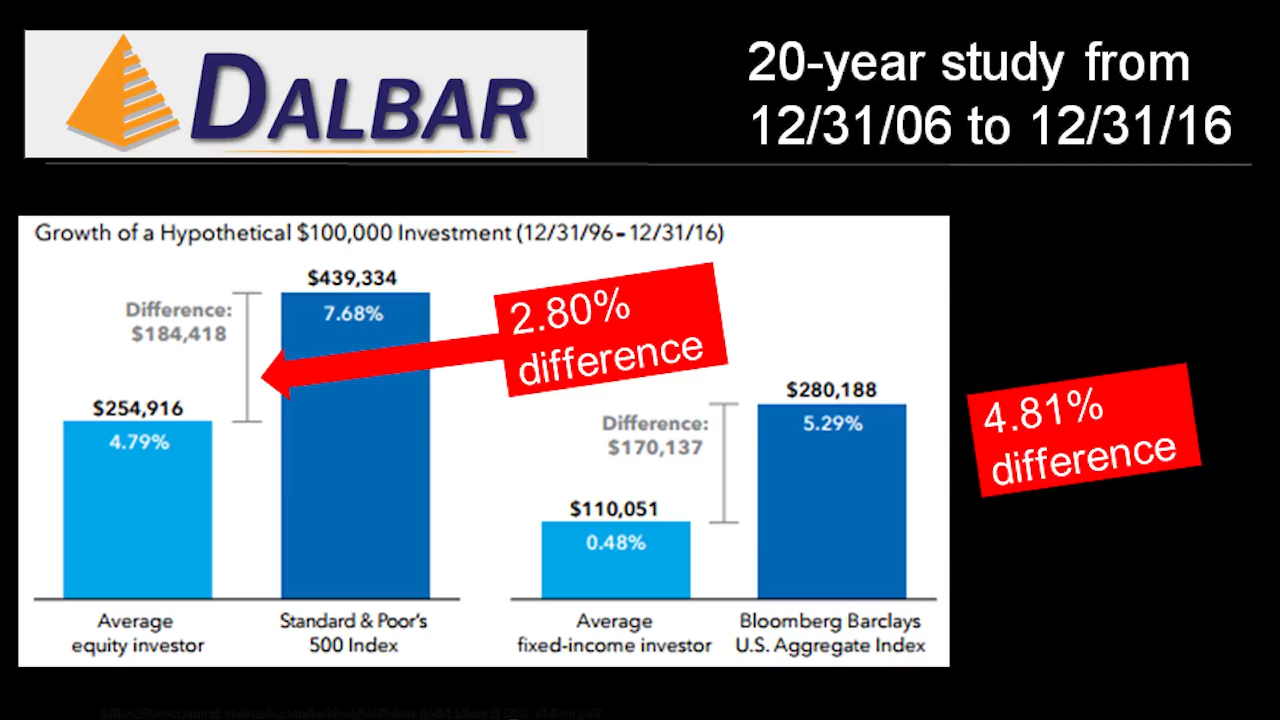 DALBAR
20-year study from
12/31/06 to 12/31/16
Growth of a Hypothetical $100,000 Investment (12/31/96–12/31/16)
$439,334
7.68%
Difference:
$184,418
2.80%
difference
$254,916
4.79%
$280,188
5.29%
Difference:
$170,137
4.81%
difference
$110,051
0.48%
Average
equity investor
Standard & Poor's
500 Index
Average
fixed-income investor
Bloomberg Barclays
U.S. Aggregate Index